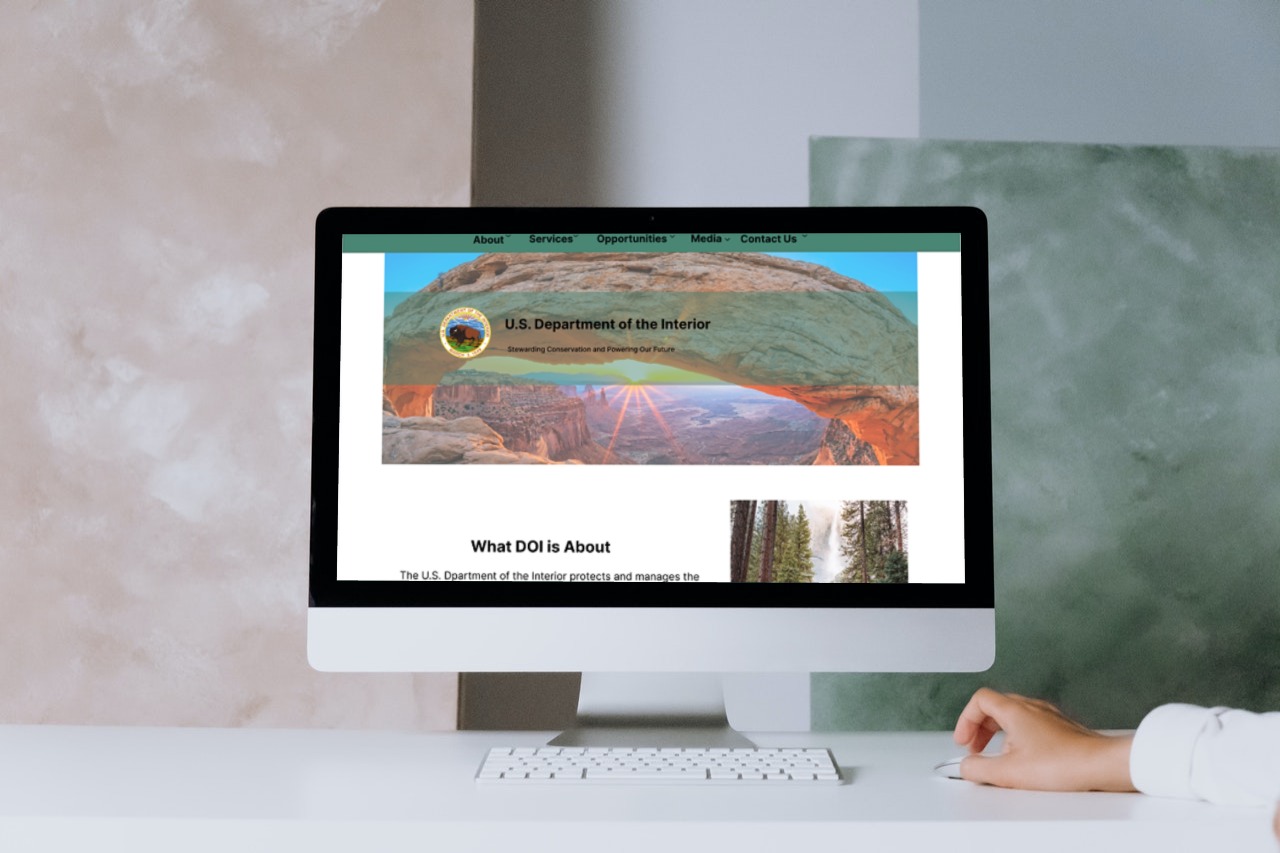 About Services Opportunities Media Contact Us
U.S. Department of the Interior
Stewarding Conservation and Powering Our Future
What DOI is About
The U.S. Dpartment of the Interior protects and manages the